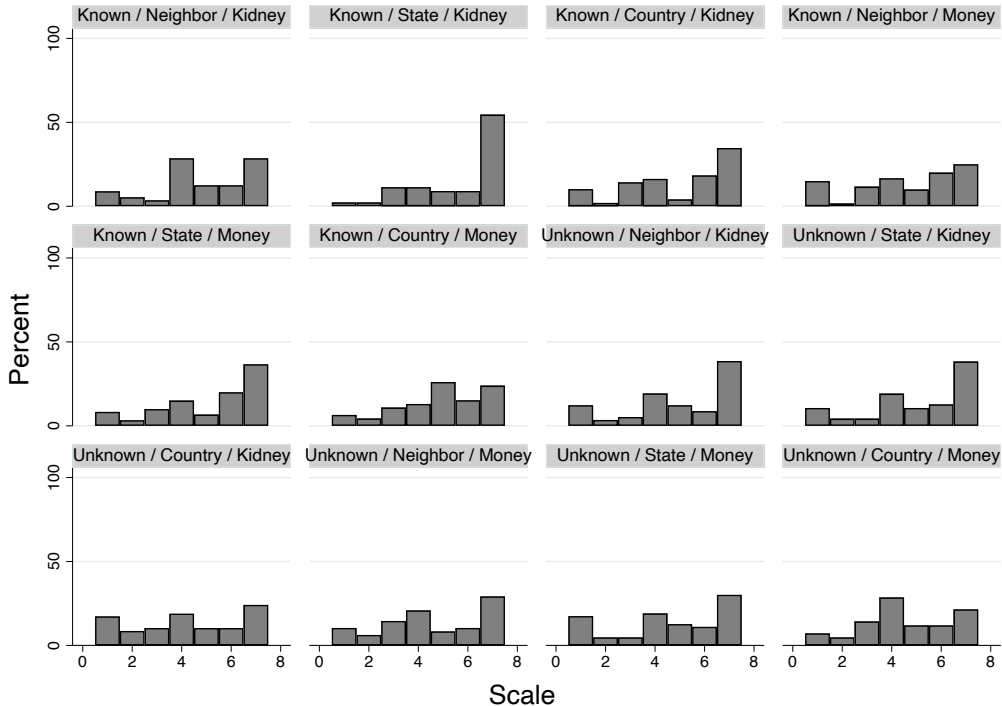 Known / Neighbor / Kidney
Known / State / Kidney
Known / Country / Kidney
Known / Neighbor / Money
100
50
0
Known / State / Money
Known / Country / Money
Unknown / Neighbor / Kidney
Unknown / State / Kidney
100
50
0
Percent
Unknown / Country / Kidney
Unknown / Neighbor / Money
Unknown / State / Money
Unknown / Country / Money
100
50
0
0 2 4 6 8
0 2 4 6 8
0 2 4 6 8
0 2 4 6 8
Scale